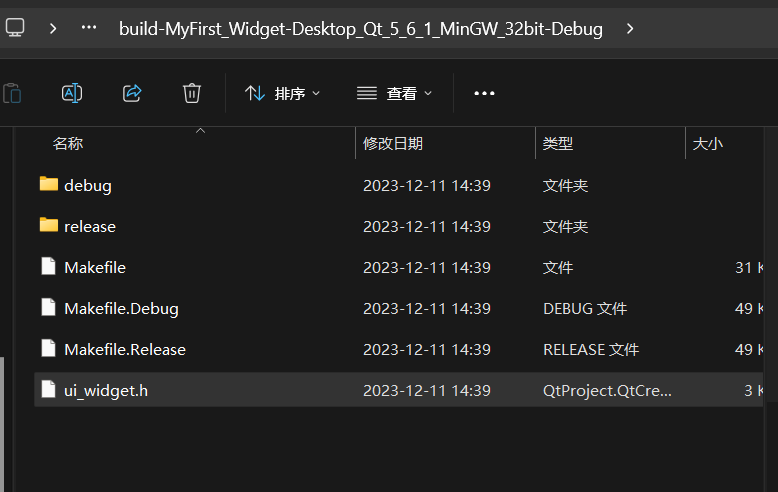 build-MyFirst_Widget-Desktop_Qt_5_6_1_MinGW_32bit-Debug
排序 查看
名称 修改日期 类型 大小
debug 2023-12-11 14:39 文件夹
release 2023-12-11 14:39 文件夹
Makefile 2023-12-11 14:39 文件 31 K
Makefile.Debug 2023-12-11 14:39 DEBUG 文件 49 K
Makefile.Release 2023-12-11 14:39 RELEASE 文件 49 K
ui_widget.h 2023-12-11 14:39 QtProject.QtCre... 3 K